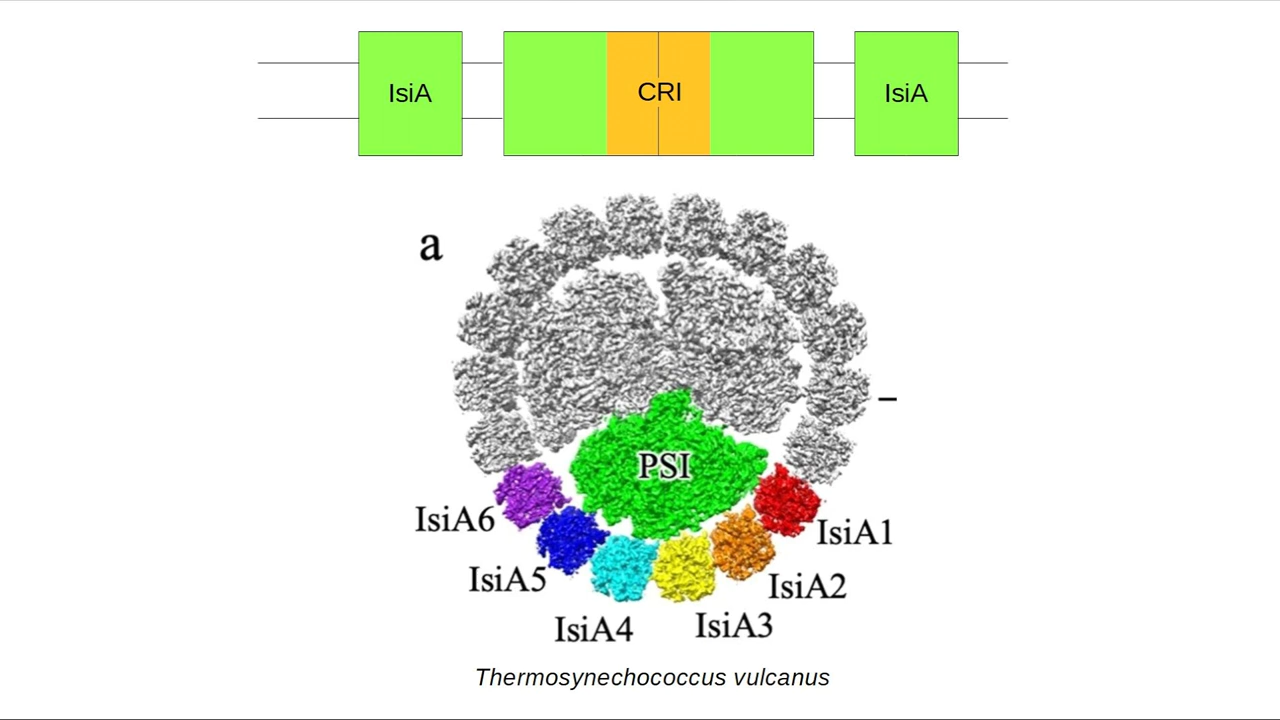 IsiA
CRI
IsiA
a
PSI
IsiA6
IsiA1
IsiA5
IsiA2
IsiA4
IsiA3
Thermosynechococcus vulcanus